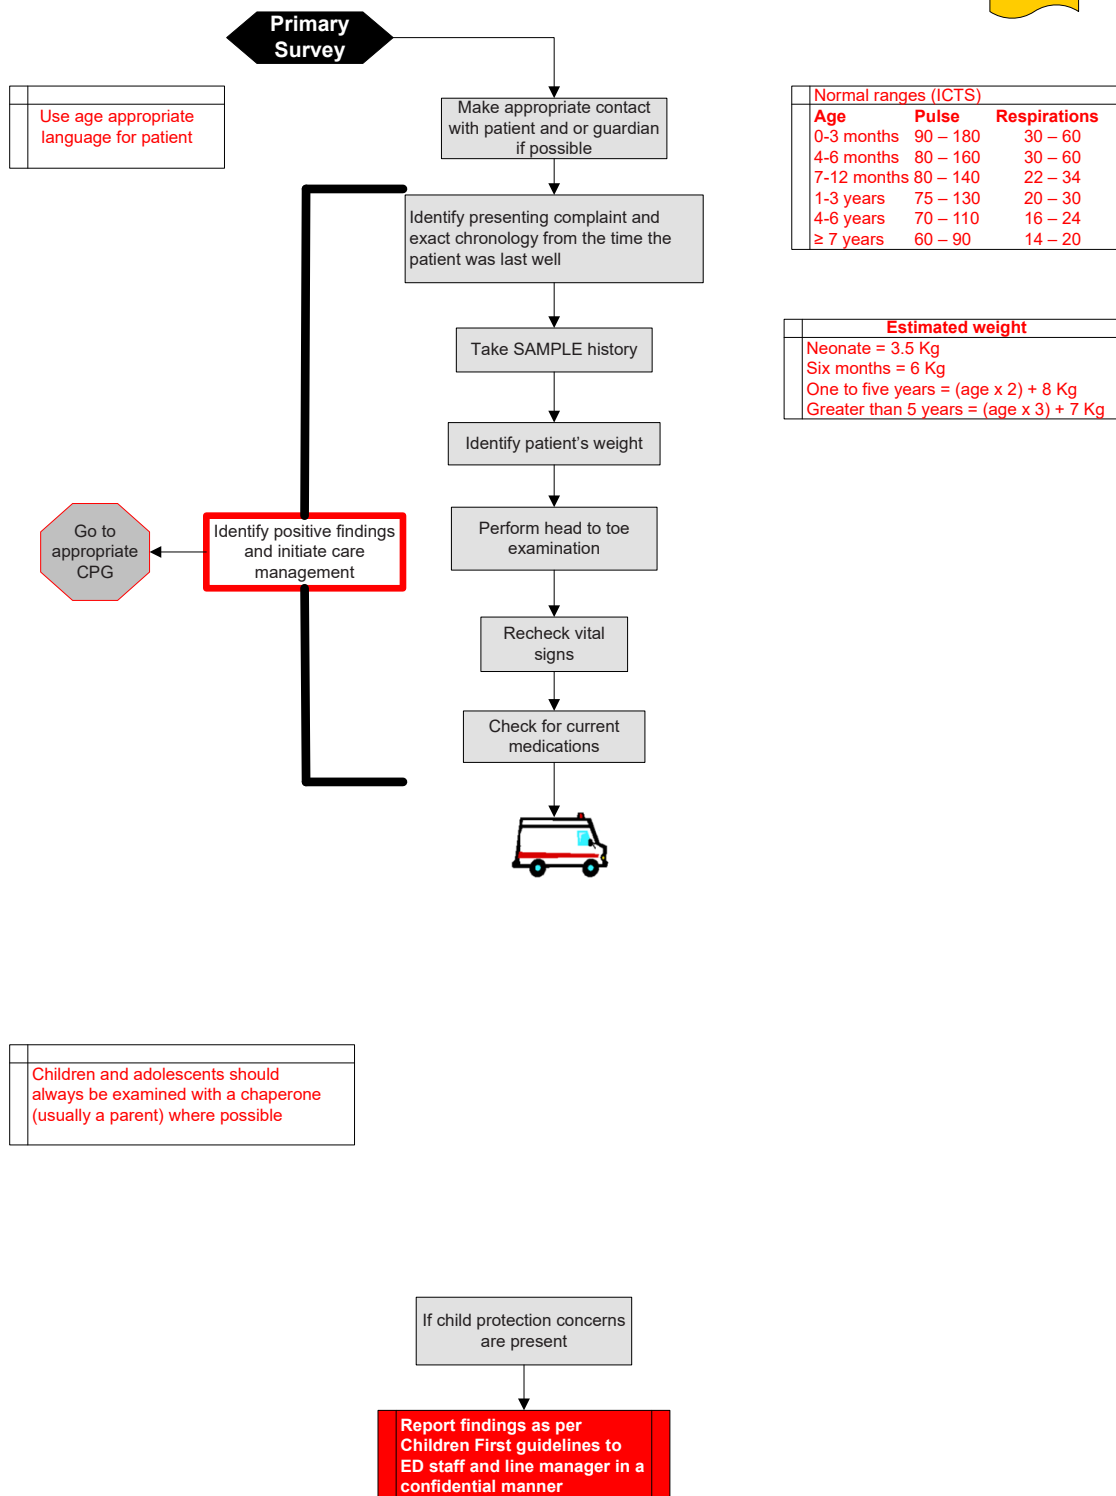 Primary
Survey
Use age appropriate
language for patient
Make appropriate contact
with patient and or guardian
if possible
Normal ranges (ICTS)
Age Pulse Respirations
0-3 months 90 – 180 30 – 60
4-6 months 80 – 160 30 – 60
7-12 months 80 – 140 22 – 34
1-3 years 75 – 130 20 – 30
4-6 years 70 – 110 16 – 24
≥ 7 years 60 – 90 14 – 20
Identify presenting complaint and
exact chronology from the time the
patient was last well
Estimated weight
Neonate = 3.5 Kg
Six months = 6 Kg
One to five years = (age x 2) + 8 Kg
Greater than 5 years = (age x 3) + 7 Kg
Take SAMPLE history
Identify patient’s weight
Go to
appropriate
CPG
Identify positive findings
and initiate care
management
Perform head to toe
examination
Recheck vital
signs
Check for current
medications
Children and adolescents should
always be examined with a chaperone
(usually a parent) where possible
If child protection concerns
are present
Report findings as per
Children First guidelines to
ED staff and line manager in a
confidential manner